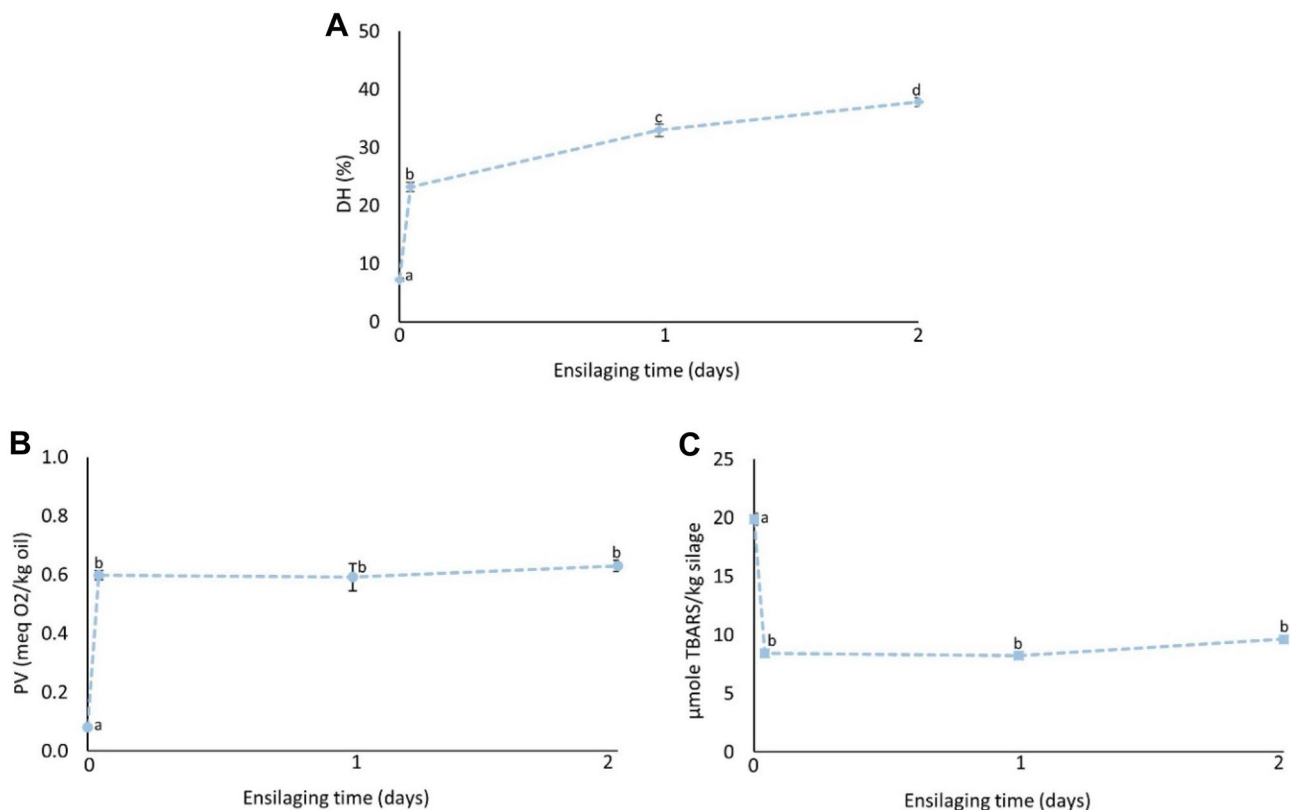 A
50
40
30
20
10
0
DH (%)
a
b
c
d
0 1 2
Ensilaging time (days)
B
1.0
0.8
0.6
0.4
0.2
0.0
PV (meq O2/kg oil)
a
b
b
b
0 1 2
Ensilaging time (days)
C
25
20
15
10
5
0
µmole TBARS/kg silage
a
b
b
b
0 1 2
Ensilaging time (days)